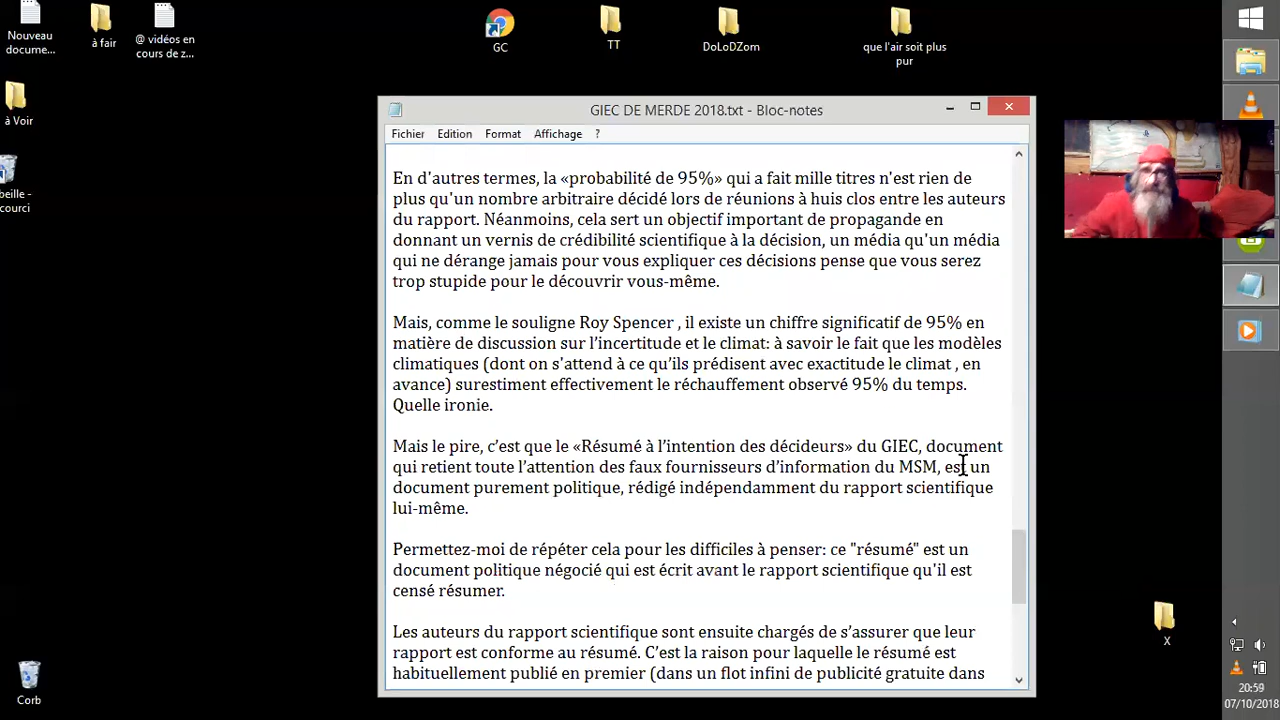 Nouveau
docume...
à fair
@ vidéos en
cours de z...
GC
TT
DoLoDZom
que l'air soit plus
pur
à Voir
beille -
courci
GIEC DE MERDE 2018.txt - Bloc-notes
Fichier Edition Format Affichage ?
En d'autres termes, la «probabilité de 95%» qui a fait mille titres n'est rien de
plus qu'un nombre arbitraire décidé lors de réunions à huis clos entre les auteurs
du rapport. Néanmoins, cela sert un objectif important de propagande en
donnant un vernis de crédibilité scientifique à la décision, un média qu'un média
qui ne dérange jamais pour vous expliquer ces décisions pense que vous serez
trop stupide pour le découvrir vous-même.
Mais, comme le souligne Roy Spencer , il existe un chiffre significatif de 95% en
matière de discussion sur l’incertitude et le climat: à savoir le fait que les modèles
climatiques (dont on s'attend à ce qu’ils prédisent avec exactitude le climat , en
avance) surestiment effectivement le réchauffement observé 95% du temps.
Quelle ironie.
Mais le pire, c’est que le «Résumé à l’intention des décideurs» du GIEC, document
qui retient toute l’attention des faux fournisseurs d’information du MSM, est un
document purement politique, rédigé indépendamment du rapport scientifique
lui-même.
Permettez-moi de répéter cela pour les difficiles à penser: ce "résumé" est un
document politique négocié qui est écrit avant le rapport scientifique qu'il est
censé résumer.
Les auteurs du rapport scientifique sont ensuite chargés de s’assurer que leur
rapport est conforme au résumé. C’est la raison pour laquelle le résumé est
habituellement publié en premier (dans un flot infini de publicité gratuite dans
X
Corb
20:59
07/10/2018